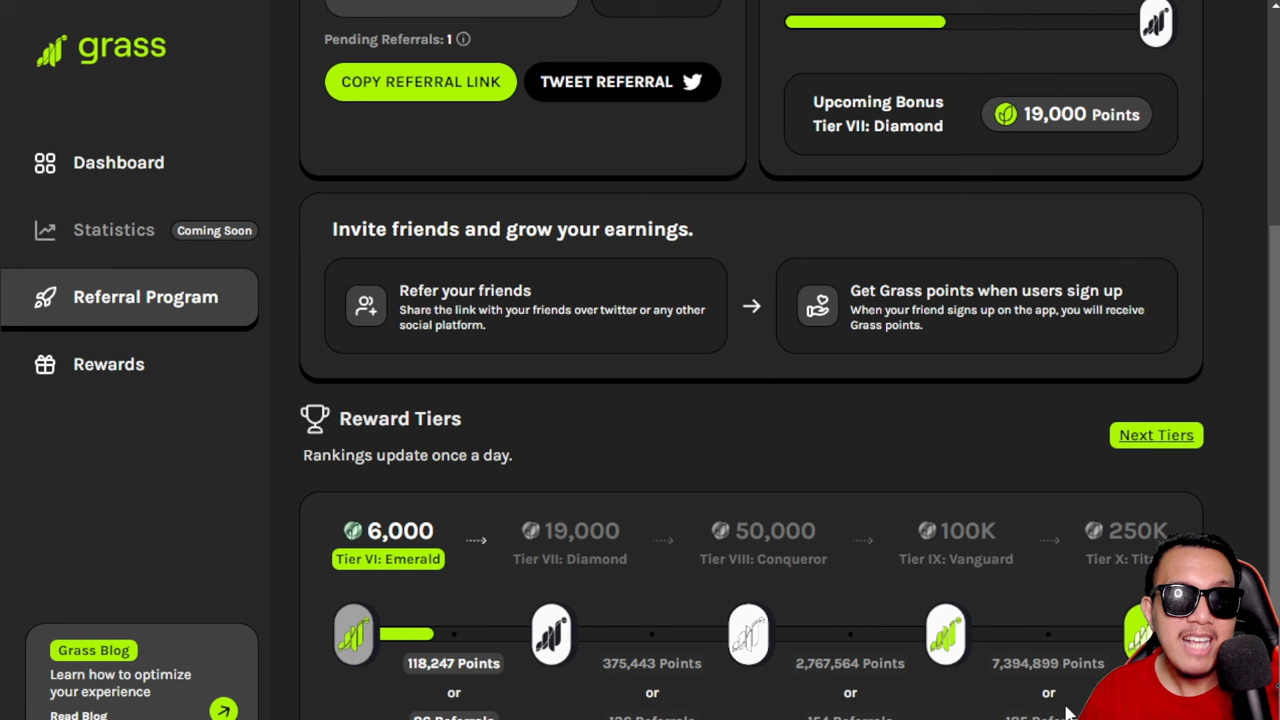 grass
Dashboard
Statistics Coming Soon
Referral Program
Rewards
Grass Blog
Learn how to optimize
your experience
Read Blog
Pending Referrals: 1
COPY REFERRAL LINK
TWEET REFERRAL
Upcoming Bonus
Tier VII: Diamond
19,000 Points
Invite friends and grow your earnings.
Refer your friends
Share the link with your friends over twitter or any other
social platform.
Get Grass points when users sign up
When your friend signs up on the app, you will receive
Grass points.
Reward Tiers
Rankings update once a day.
Next Tiers
6,000 19,000 50,000 100K 250K
Tier VI: Emerald Tier VII: Diamond Tier VIII: Conqueror Tier IX: Vanguard Tier X:
118,247 Points 375,443 Points 2,767,564 Points 7,394,899 Points
or or or or